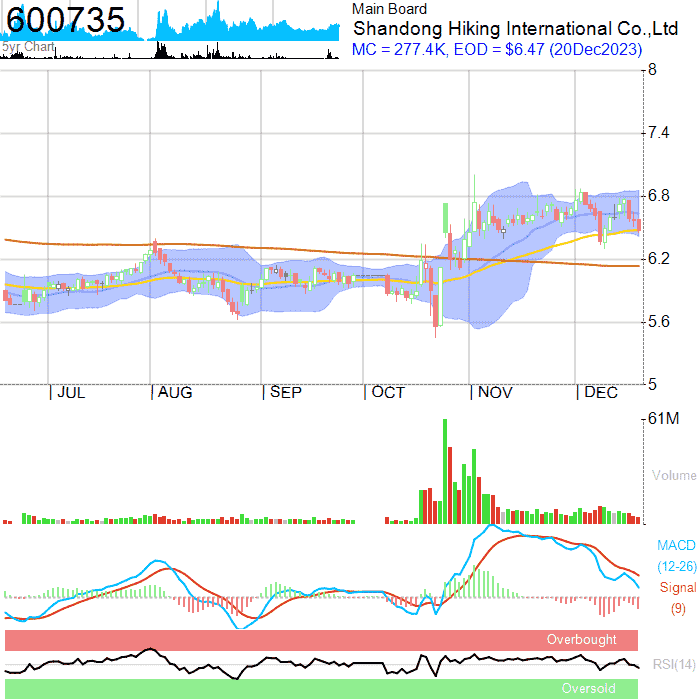 600735
5yr Chart
Main Board
Shandong Hiking International Co.,Ltd
MC = 277.4K, EOD = $6.47 (20Dec2023)
8
7.4
6.8
6.2
5.6
5
| JUL | AUG | SEP | OCT | NOV | DEC
61M
Volume
MACD
(12-26)
Signal
(9)
Overbought
RSI(14)
Oversold